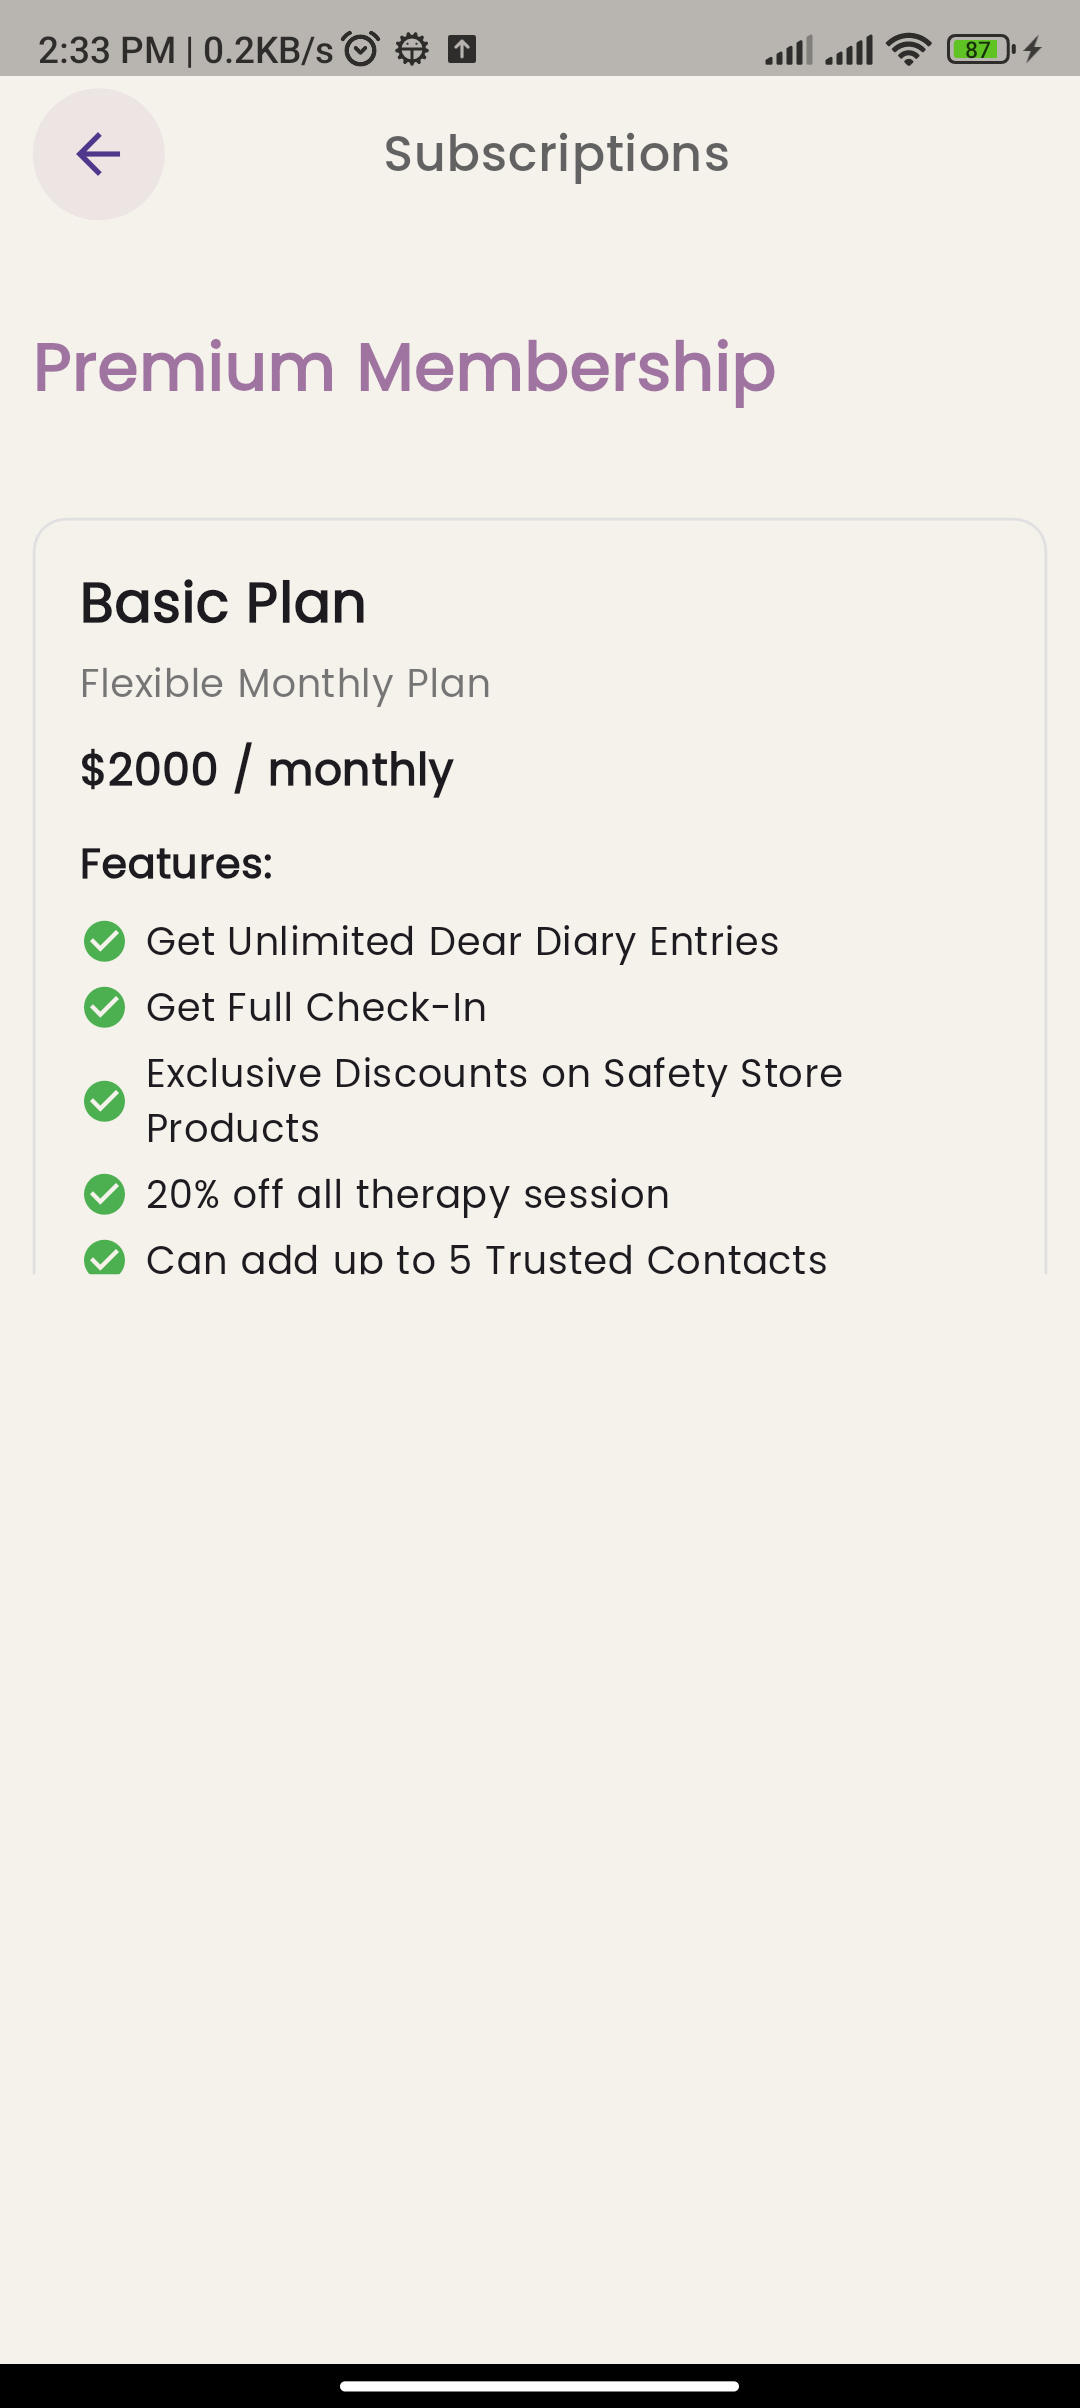 2:33 PM | 0.2KB/s
87
Subscriptions
Premium Membership
Basic Plan
Flexible Monthly Plan
$2000 / monthly
Features:
Get Unlimited Dear Diary Entries
Get Full Check-In
Exclusive Discounts on Safety Store
Products
20% off all therapy session
Can add up to 5 Trusted Contacts